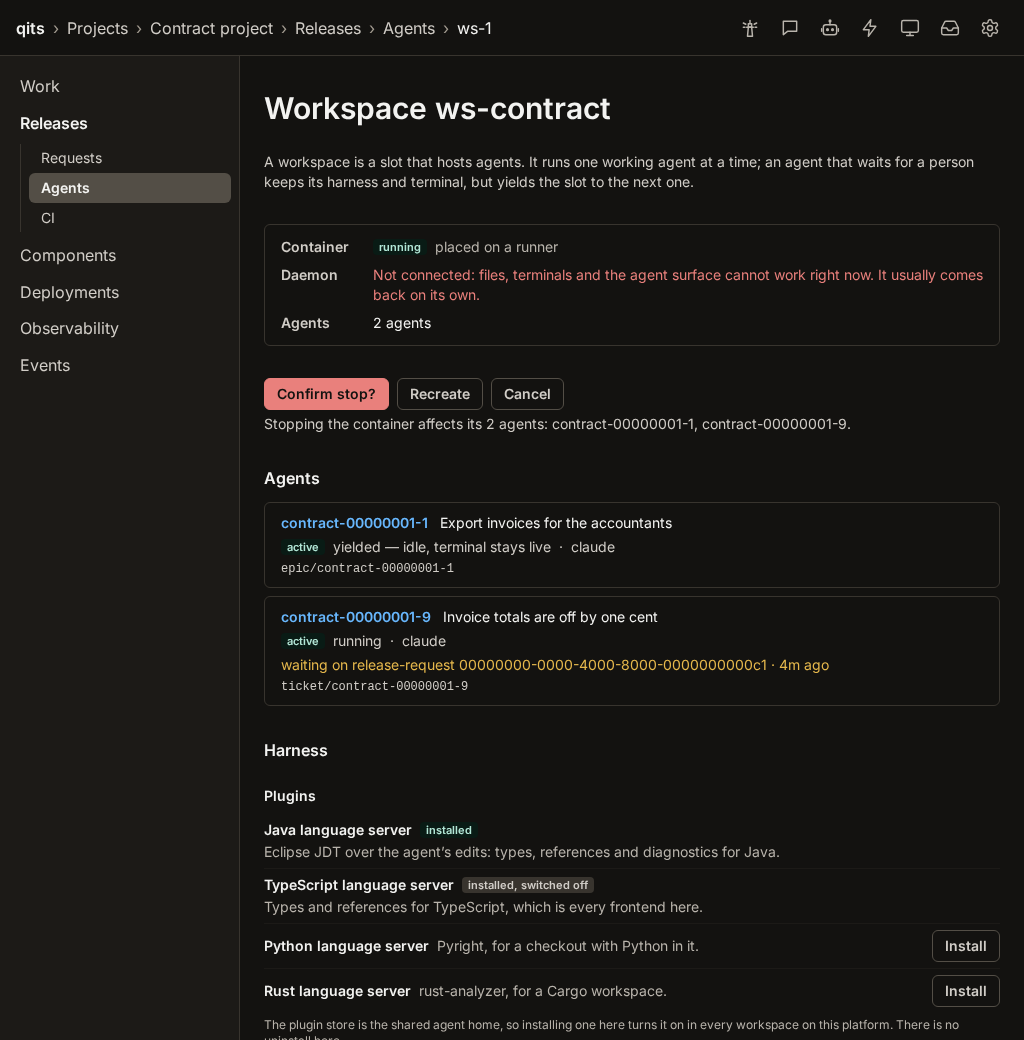 qits › Projects › Contract project › Releases › Agents › ws-1
Work
Releases
Requests
Agents
CI
Components
Deployments
Observability
Events
Workspace ws-contract
A workspace is a slot that hosts agents. It runs one working agent at a time; an agent that waits for a person
keeps its harness and terminal, but yields the slot to the next one.
Container running placed on a runner
Daemon Not connected: files, terminals and the agent surface cannot work right now. It usually comes
back on its own.
Agents 2 agents
Confirm stop? Recreate Cancel
Stopping the container affects its 2 agents: contract-00000001-1, contract-00000001-9.
Agents
contract-00000001-1 Export invoices for the accountants
active yielded — idle, terminal stays live · claude
epic/contract-00000001-1
contract-00000001-9 Invoice totals are off by one cent
active running · claude
waiting on release-request 00000000-0000-4000-8000-0000000000c1 · 4m ago
ticket/contract-00000001-9
Harness
Plugins
Java language server installed
Eclipse JDT over the agent’s edits: types, references and diagnostics for Java.
TypeScript language server installed, switched off
Types and references for TypeScript, which is every frontend here.
Python language server Pyright, for a checkout with Python in it. Install
Rust language server rust-analyzer, for a Cargo workspace. Install
The plugin store is the shared agent home, so installing one here turns it on in every workspace on this platform. There is no
uninstall here.